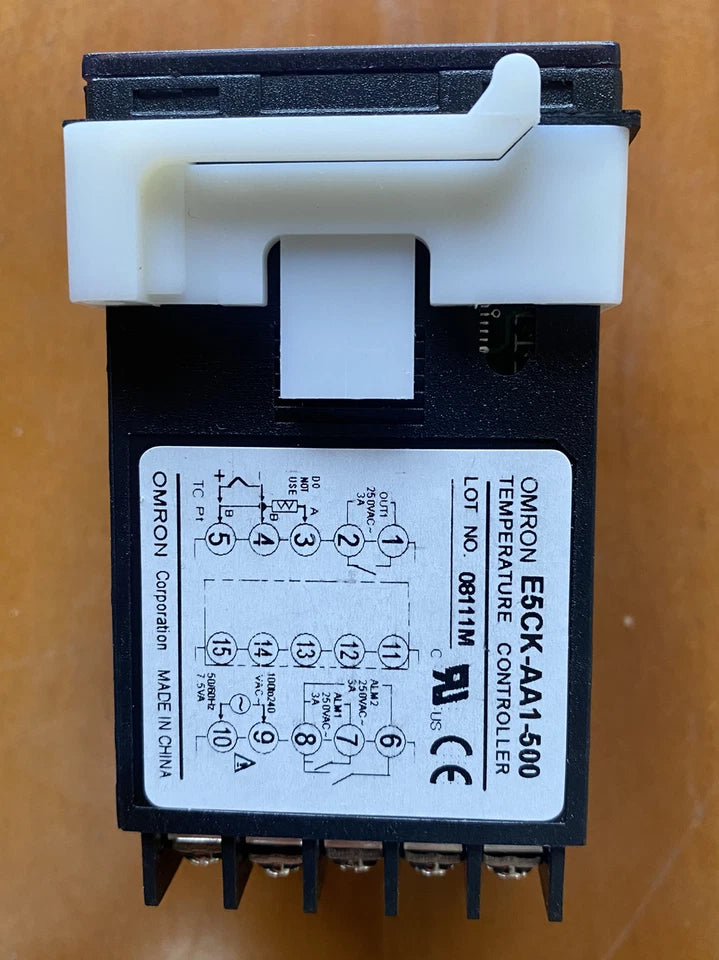 OMRON E5CK-AA1-500
TEMPERATURE CONTROLLER
LOT NO. 08111M
C US
CE
OUT1
250VAC~
3A
1
2
3
4
5
DO
NOT
USE
A
B
B
+
-
TC Pt
11
12
13
14
15
ALM2
250VAC~
3A
ALM1
250VAC~
3A
6
7
8
9
10
100to240
VAC
~
50/60Hz
7.5VA
OMRON Corporation MADE IN CHINA